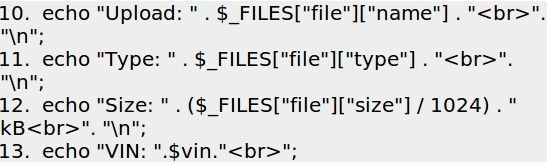 10.  echo "Upload: " . $_FILES["file"]["name"] . "<br>".
"\n";
11.  echo "Type: " . $_FILES["file"]["type"] . "<br>".
"\n";
12.  echo "Size: " . ($_FILES["file"]["size"] / 1024) . "
kB<br>". "\n";
13.  echo "VIN: ".$vin."<br>";